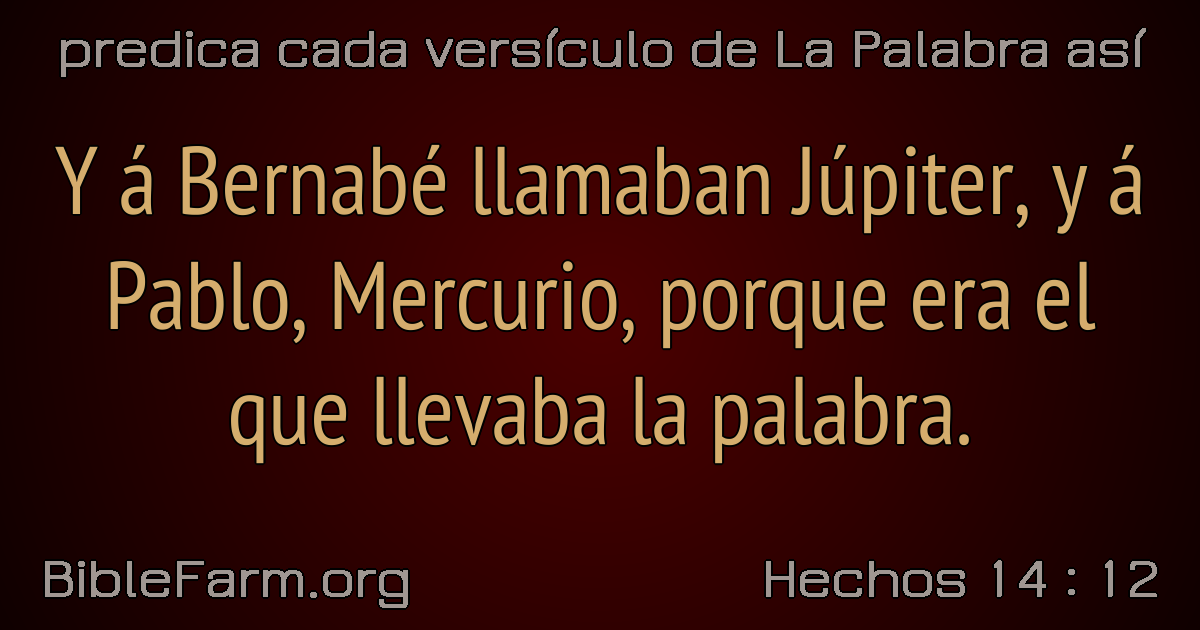 predica cada versículo de La Palabra así
Y á Bernabé llamaban Júpiter, y á
Pablo, Mercurio, porque era el
que llevaba la palabra.
BibleFarm.org
Hechos 14 : 12